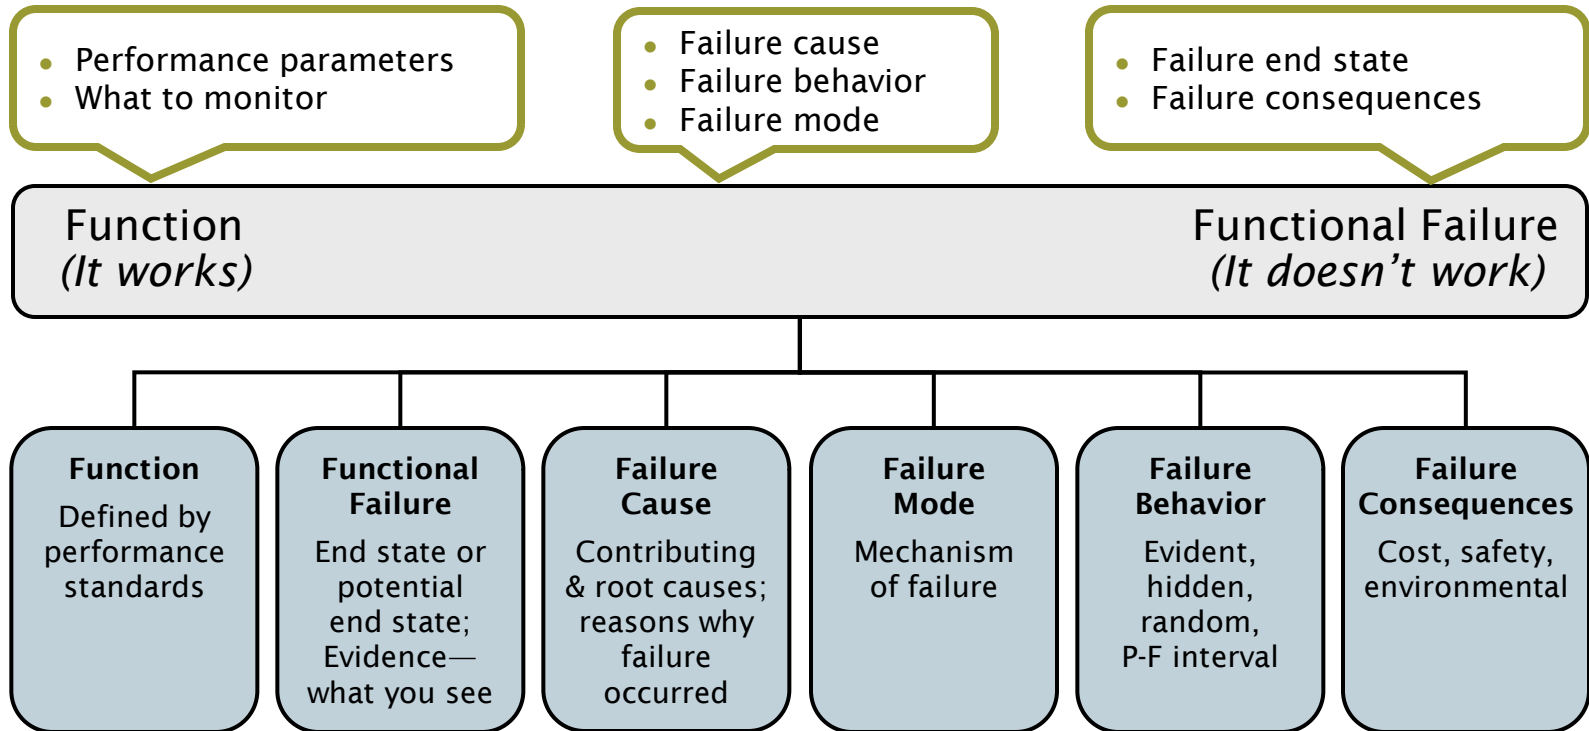 • Performance parameters
• What to monitor
• Failure cause
• Failure behavior
• Failure mode
• Failure end state
• Failure consequences
Function
(It works)
Functional Failure
(It doesn't work)
Function
Defined by
performance
standards
Functional
Failure
End state or
potential
end state;
Evidence—
what you see
Failure
Cause
Contributing
& root causes;
reasons why
failure
occurred
Failure
Mode
Mechanism
of failure
Failure
Behavior
Evident,
hidden,
random,
P-F interval
Failure
Consequences
Cost, safety,
environmental